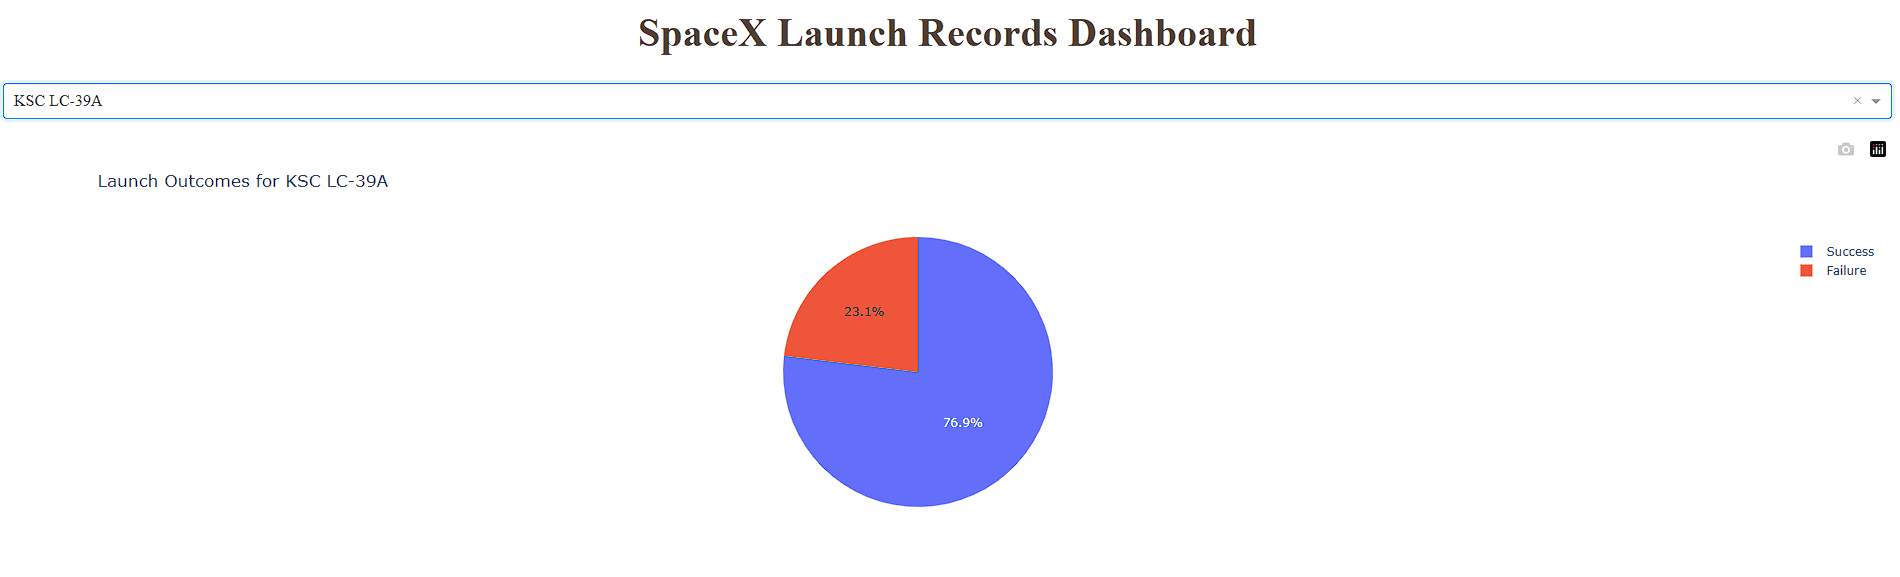 SpaceX Launch Records Dashboard
KSC LC-39A
Launch Outcomes for KSC LC-39A
Success
Failure
23.1%
76.9%